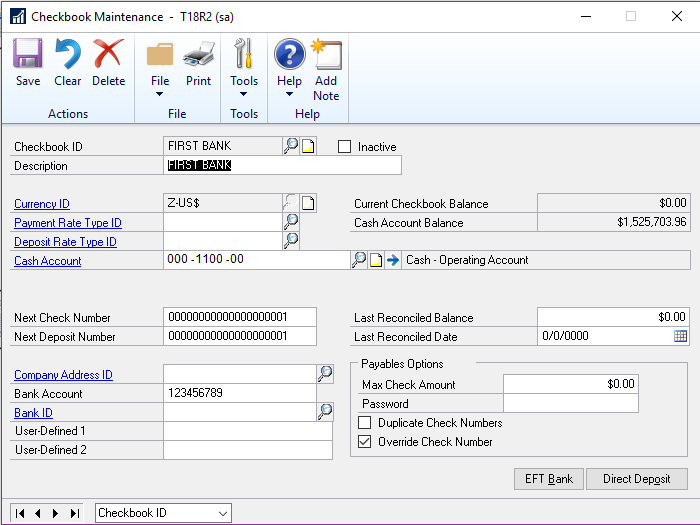 Checkbook Maintenance - T18R2 (sa)
Save Clear Delete File Print Tools Help Add Note
Actions File Tools Help
Checkbook ID FIRST BANK Inactive
Description FIRST BANK
Currency ID Z-US$ Current Checkbook Balance $0.00
Payment Rate Type ID Cash Account Balance $1,525,703.96
Deposit Rate Type ID
Cash Account 000 -1100 -00 Cash - Operating Account
Next Check Number 00000000000000000001 Last Reconciled Balance $0.00
Next Deposit Number 00000000000000000001 Last Reconciled Date 0/0/0000
Company Address ID Payables Options
Bank Account 123456789 Max Check Amount $0.00
Bank ID Password
User-Defined 1 Duplicate Check Numbers
User-Defined 2 Override Check Number
EFT Bank Direct Deposit
Checkbook ID